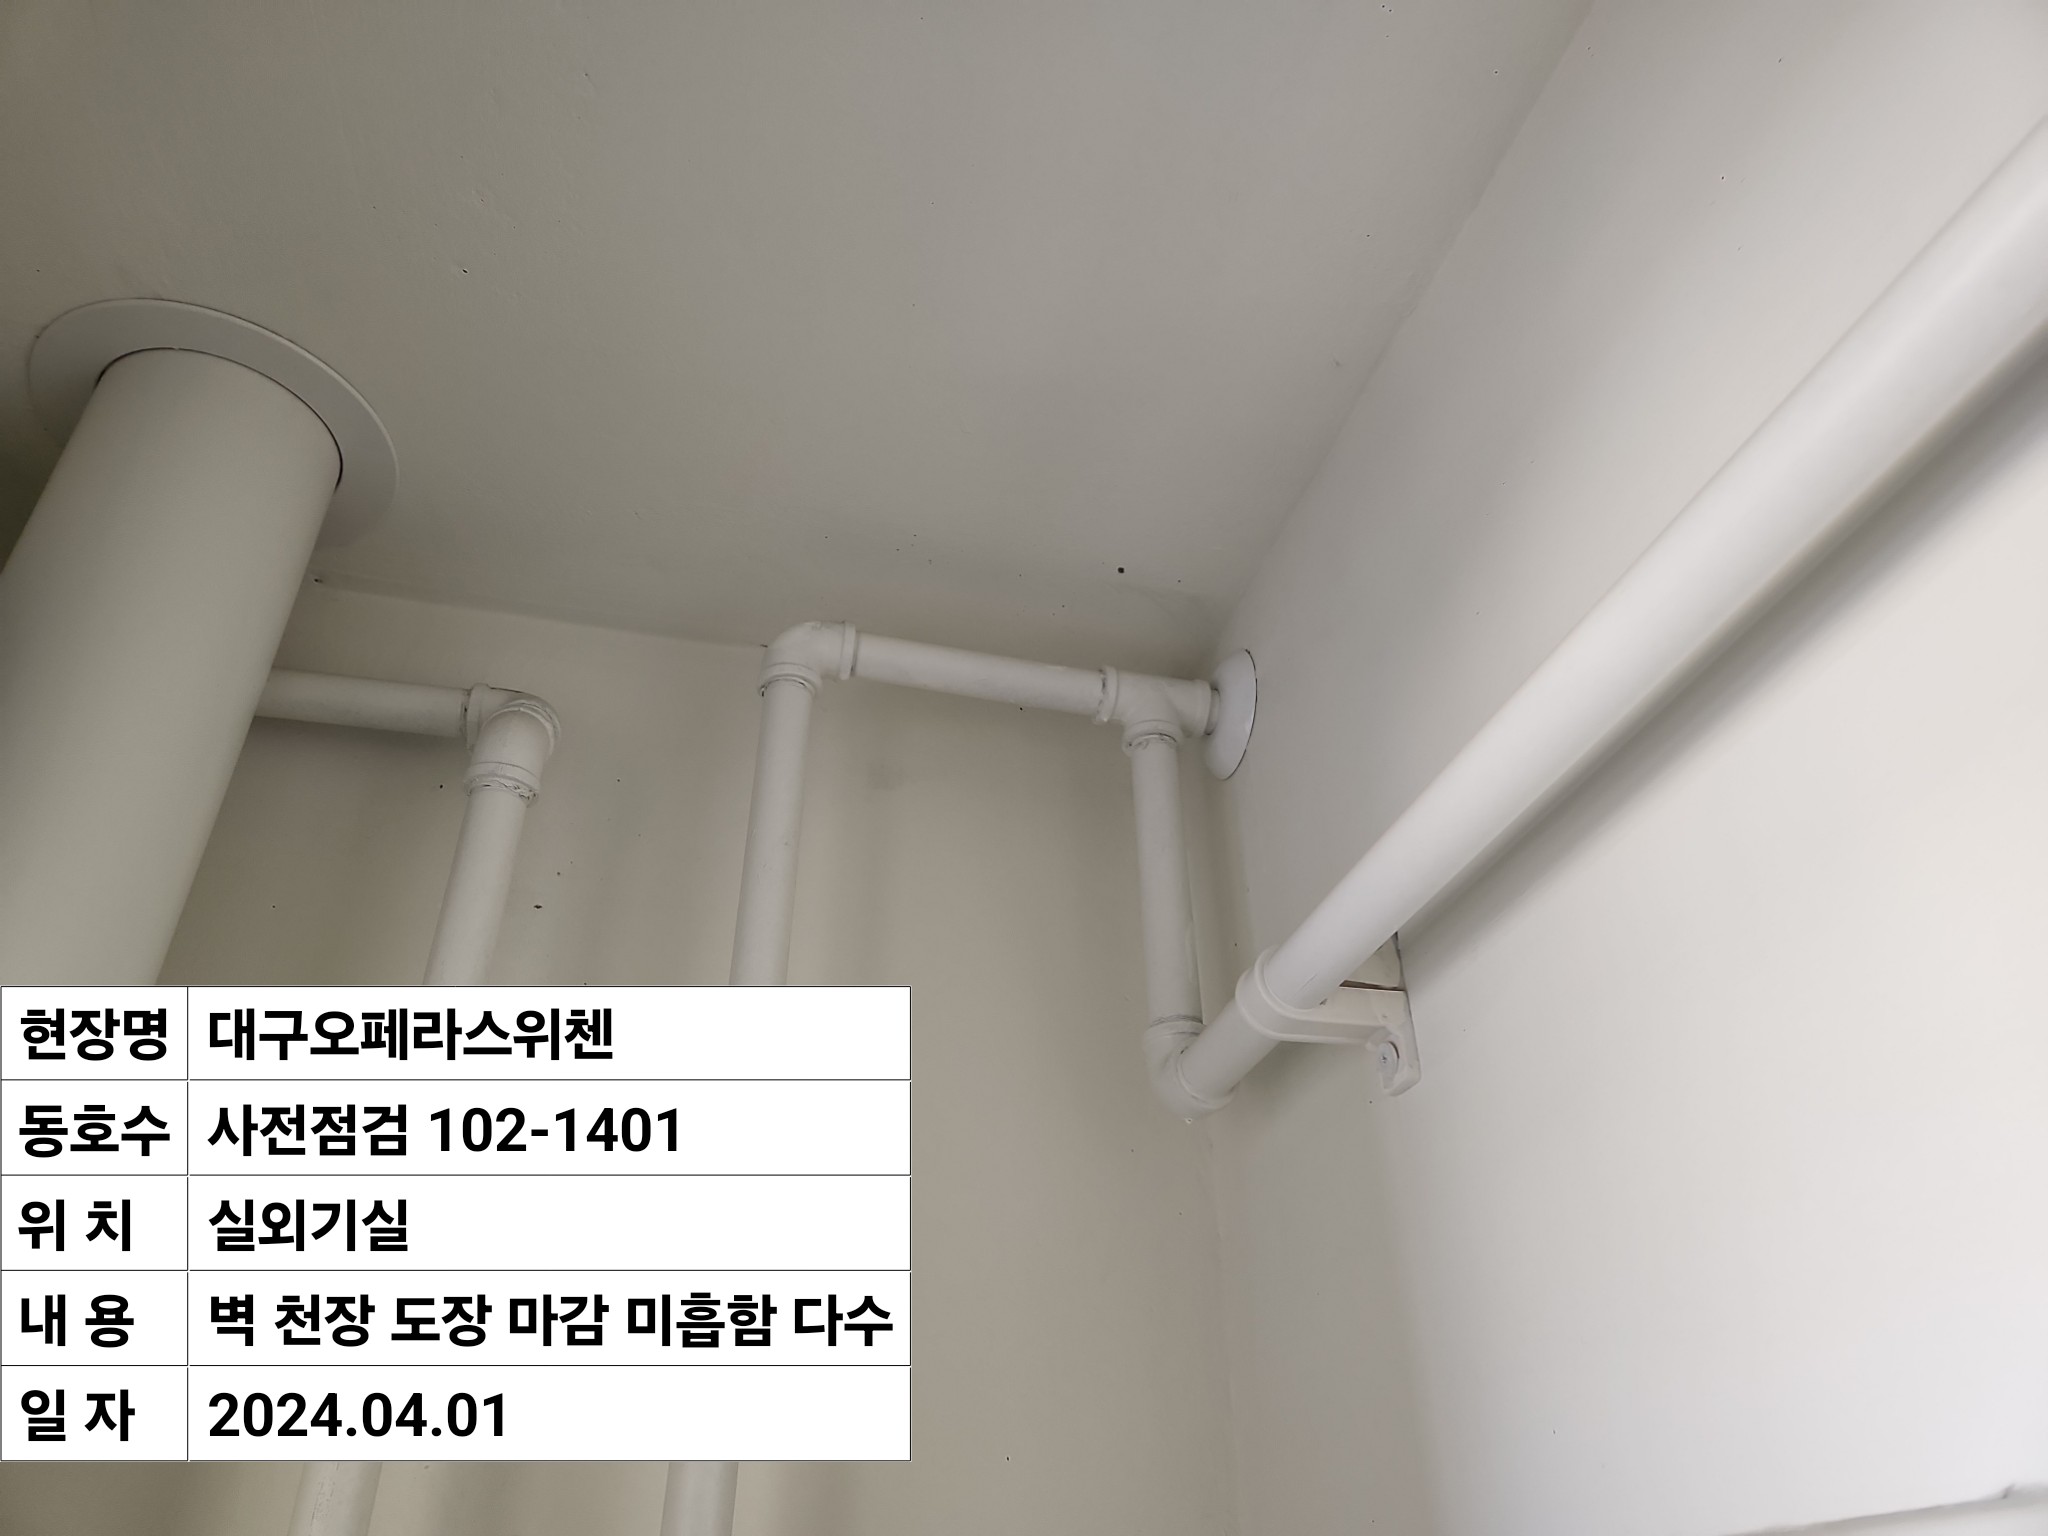 현장명 대구오페라스위첸
동호수 사전점검 102-1401
위 치 실외기실
내 용 벽 천장 도장 마감 미흡함 다수
일 자 2024.04.01